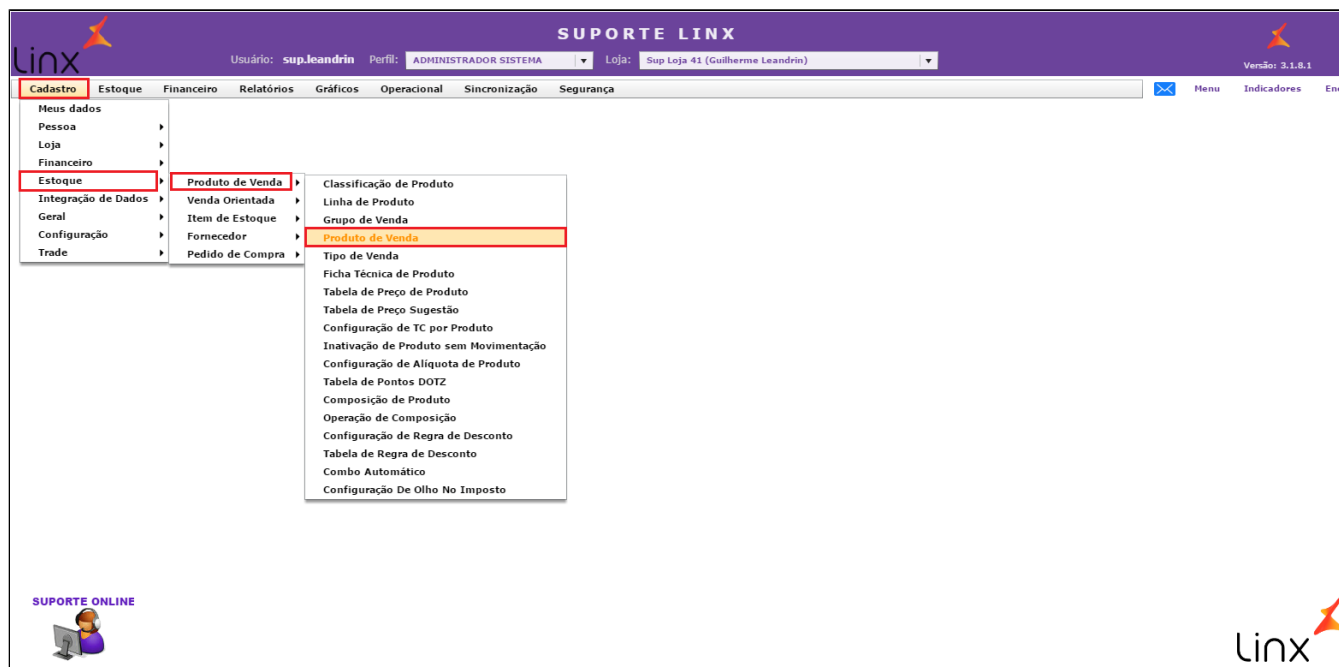 SUPORTE LINX
Linx
Usuário: sup.leandrin Perfil: ADMINISTRADOR SISTEMA Loja: Sup Loja 41 (Guilherme Leandrin)
Versão: 3.1.8.1
Cadastro Estoque Financeiro Relatórios Gráficos Operacional Sincronização Segurança Menu Indicadores
Meus dados
Pessoa
Loja
Financeiro
Estoque
Integração de Dados
Geral
Configuração
Trade
Produto de Venda
Venda Orientada
Item de Estoque
Fornecedor
Pedido de Compra
Classificação de Produto
Linha de Produto
Grupo de Venda
Produto de Venda
Tipo de Venda
Ficha Técnica de Produto
Tabela de Preço de Produto
Tabela de Preço Sugestão
Configuração de TC por Produto
Inativação de Produto sem Movimentação
Configuração de Alíquota de Produto
Tabela de Pontos DOTZ
Composição de Produto
Operação de Composição
Configuração de Regra de Desconto
Tabela de Regra de Desconto
Combo Automático
Configuração De Olho No Imposto
SUPORTE ONLINE
Linx